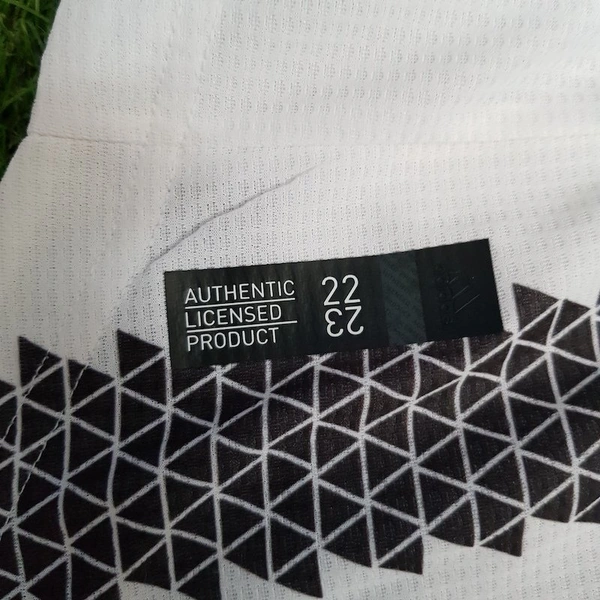 AUTHENTIC
LICENSED
PRODUCT
22
23